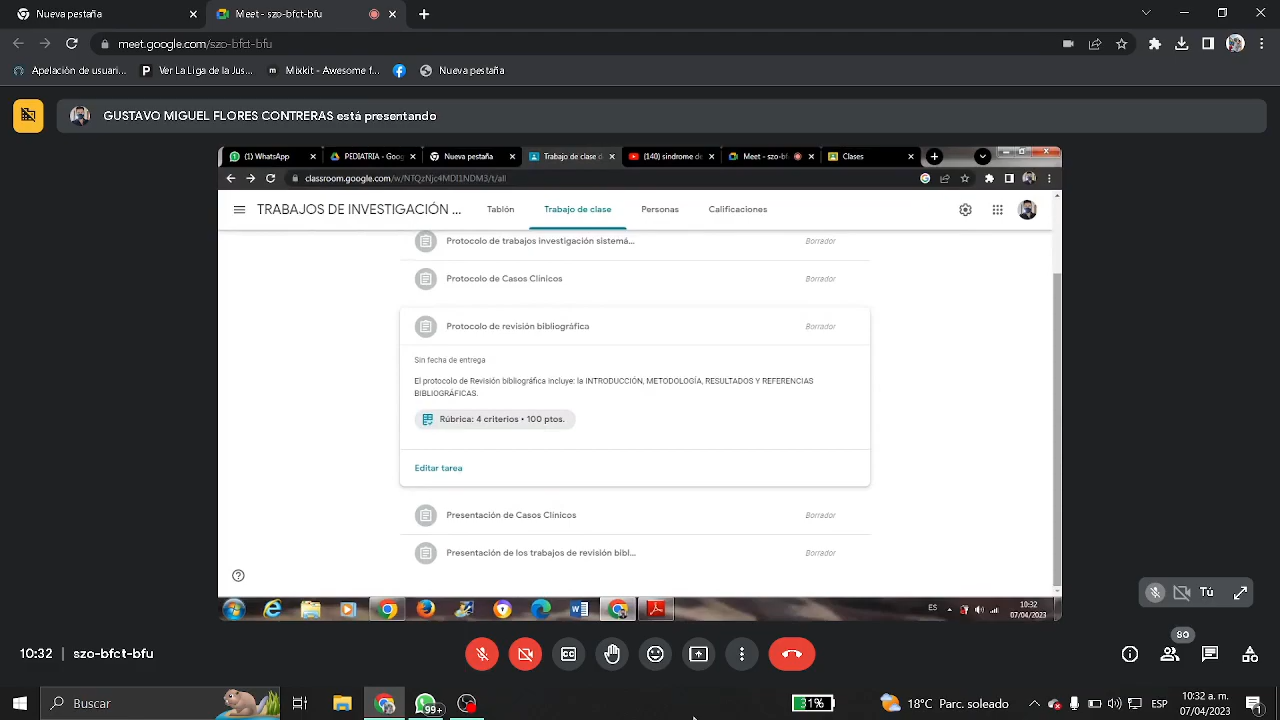 Nueva pestaña
Meet - szo-bfct-bfu
meet.google.com/szo-bfct-bfu
Apelación de usuari...
Ver la Liga de la Jus...
Mixkit - Awesome f...
Nueva pestaña
GUSTAVO MIGUEL FLORES CONTRERAS está presentando
(1) WhatsApp
PEDIATRIA - Goog
Nueva pestaña
Trabajo de clase d
(140) síndrome de
Meet - szo-bf
Clases
classroom.google.com/w/NTQzNjc4MDI1NDM3/t/all
TRABAJOS DE INVESTIGACIÓN ...
Tablón
Trabajo de clase
Personas
Calificaciones
Protocolo de trabajos investigación sistemá...
Borrador
Protocolo de Casos Clínicos
Borrador
Protocolo de revisión bibliográfica
Borrador
Sin fecha de entrega
El protocolo de Revisión bibliográfica incluye: la INTRODUCCIÓN, METODOLOGÍA, RESULTADOS Y REFERENCIAS
BIBLIOGRÁFICAS.
Rúbrica: 4 criterios • 100 ptos.
Editar tarea
Presentación de Casos Clínicos
Borrador
Presentación de los trabajos de revisión bibl...
Borrador
ES
10:32
07/04/2023
Tú
10:32 | szo-bfct-bfu
80
Buscar
99+
31%
18°C Parc. soleado
ESP
10:32 a. m.
07/04/2023
1